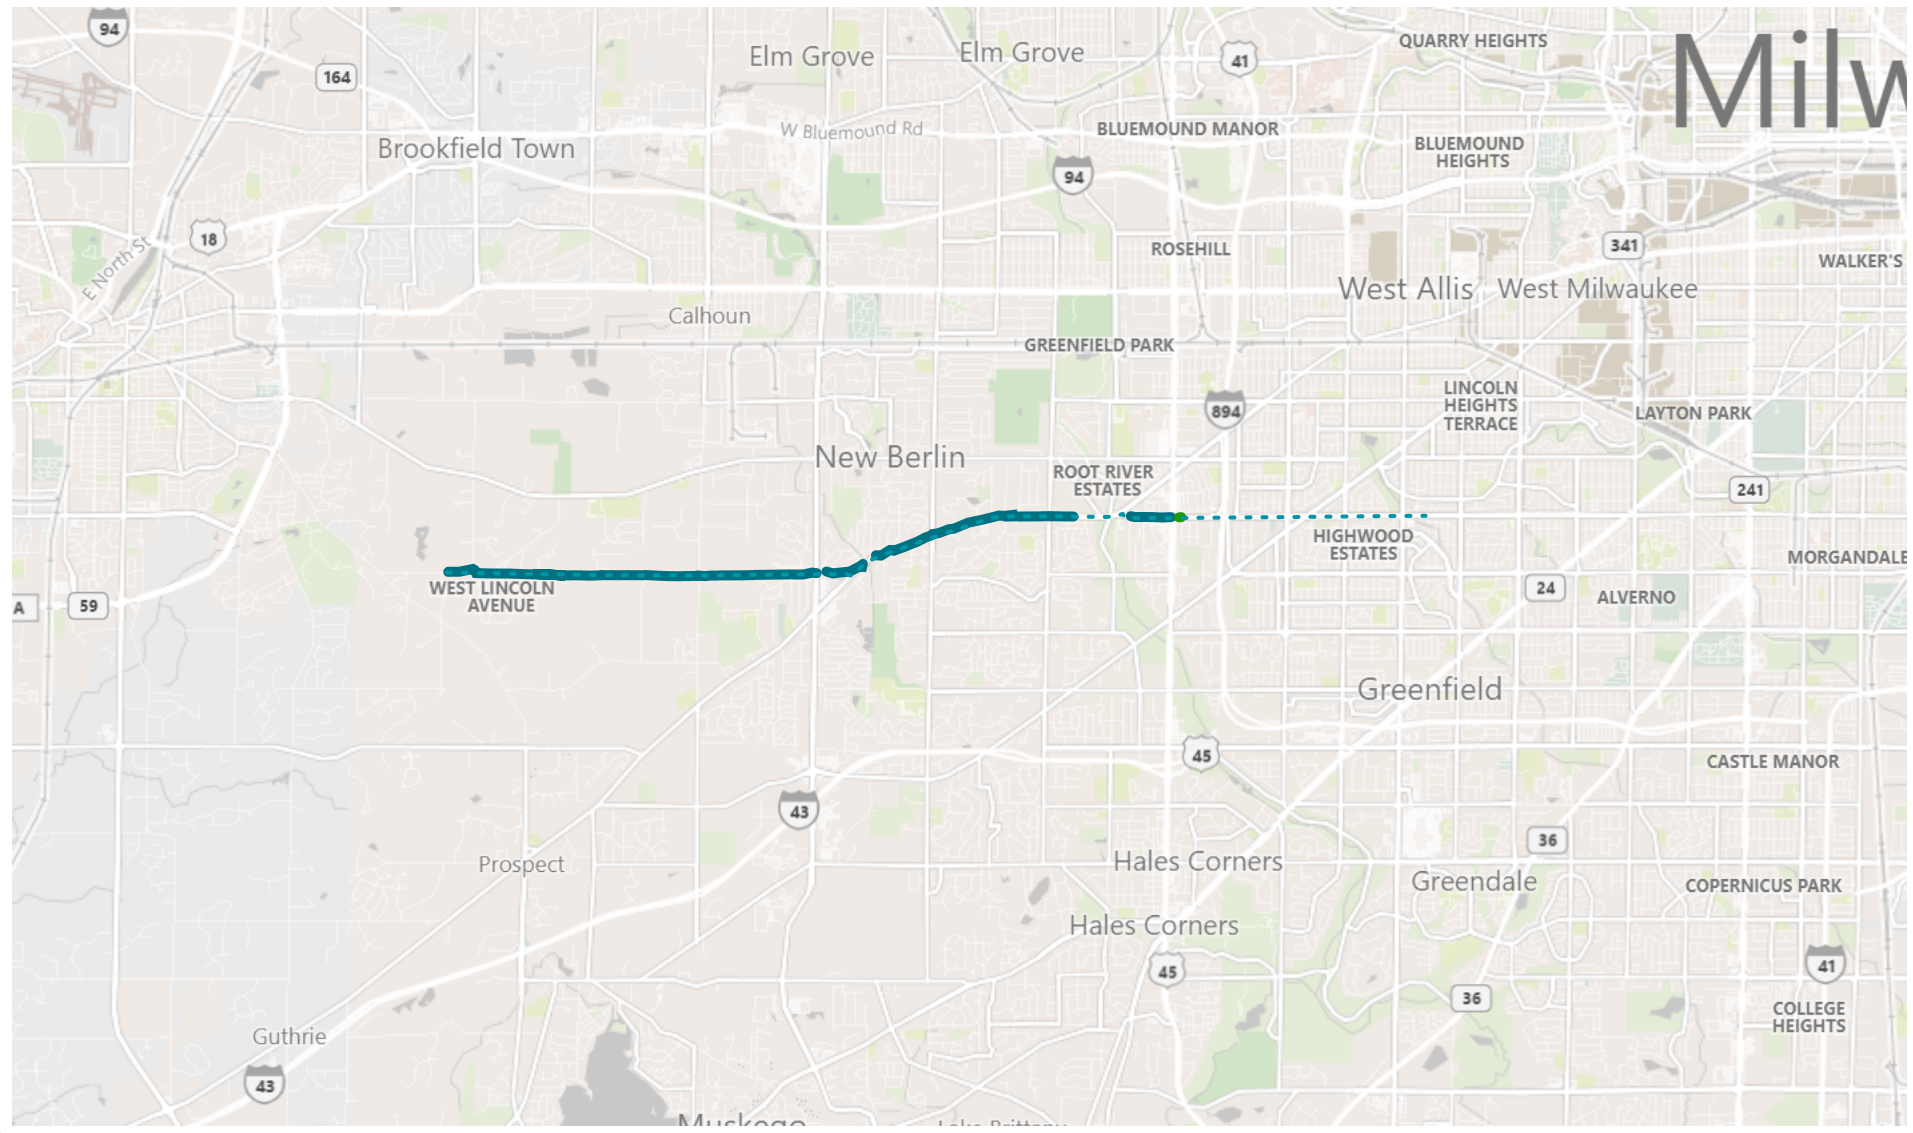 94
164
Elm Grove
Elm Grove
41
QUARRY HEIGHTS
Milw
W Bluemound Rd
BLUEMOUND MANOR
Brookfield Town
BLUEMOUND
HEIGHTS
94
18
E North St
ROSEHILL
341
WALKER'S
West Allis
West Milwaukee
Calhoun
GREENFIELD PARK
894
LINCOLN
HEIGHTS
TERRACE
LAYTON PARK
New Berlin
ROOT RIVER
ESTATES
241
HIGHWOOD
ESTATES
MORGANDALE
WEST LINCOLN
AVENUE
24
ALVERNO
A
59
Greenfield
45
CASTLE MANOR
43
36
Prospect
Hales Corners
Greendale
COPERNICUS PARK
Hales Corners
45
41
36
COLLEGE
HEIGHTS
Guthrie
43
Muskego
Lake Brittany